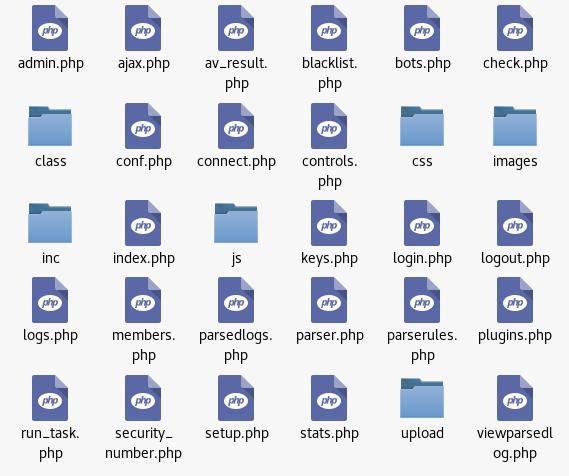 php php php php php php
admin.php ajax.php av_result. blacklist. bots.php check.php
php php
php php php
class conf.php connect.php controls. css images
php
php php php php
inc index.php js keys.php login.php logout.php
php php php php php php
logs.php members. parsedlogs. parser.php parserules. plugins.php
php php php
php php php php php
run_task. security_ setup.php stats.php upload viewparsedl
php number.php og.php